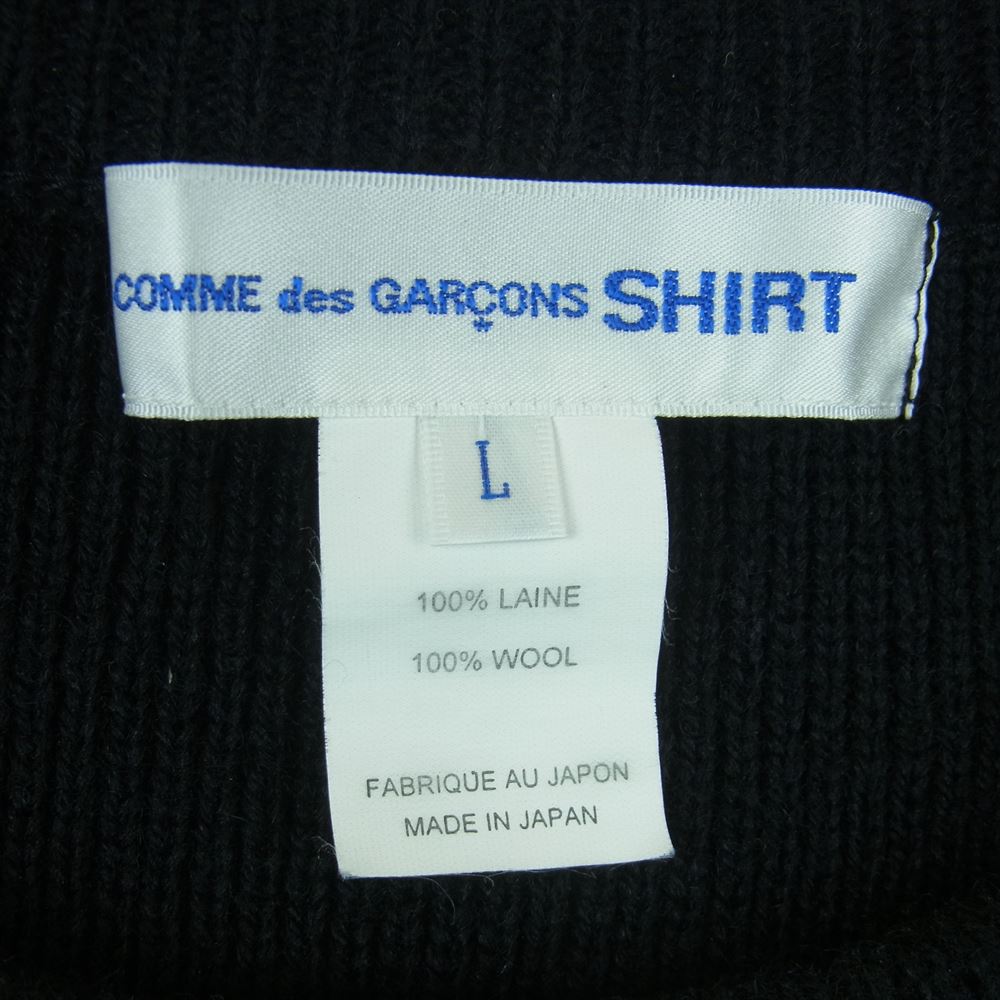 COMME des GARÇONS SHIRT
L
100% LAINE
100% WOOL
FABRIQUE AU JAPON
MADE IN JAPAN